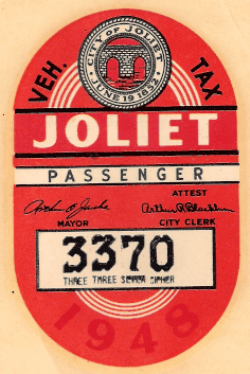 CITY OF JOLIET
JUNE 19 1852
VEH. TAX
JOLIET
PASSENGER
ATTEST
MAYOR CITY CLERK
3370
THREE THREE SEVEN CIPHER
1948